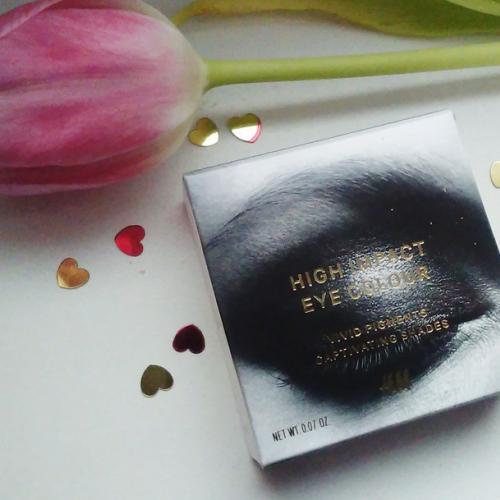 HIGH IMPACT
EYE COLOUR
VIVID PIGMENTS
CAPTIVATING SHADES
H&M
NET WT. 0.07 OZ.